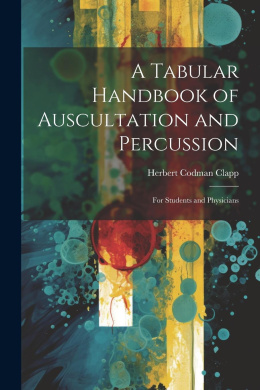 A Tabular
Handbook of
Auscultation and
Percussion
Herbert Codman Clapp
For Students and Physicians